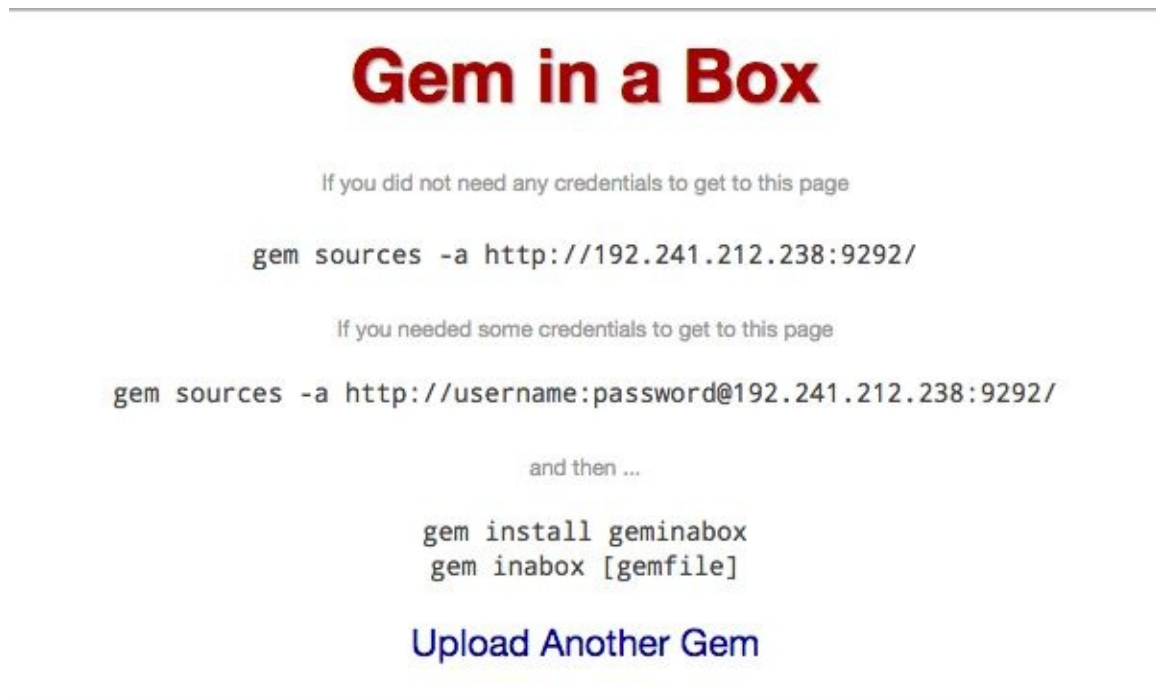 Gem in a Box
If you did not need any credentials to get to this page
gem sources -a http://192.241.212.238:9292/
If you needed some credentials to get to this page
gem sources -a http://username:password@192.241.212.238:9292/
and then ...
gem install geminabox
gem inabox [gemfile]
Upload Another Gem